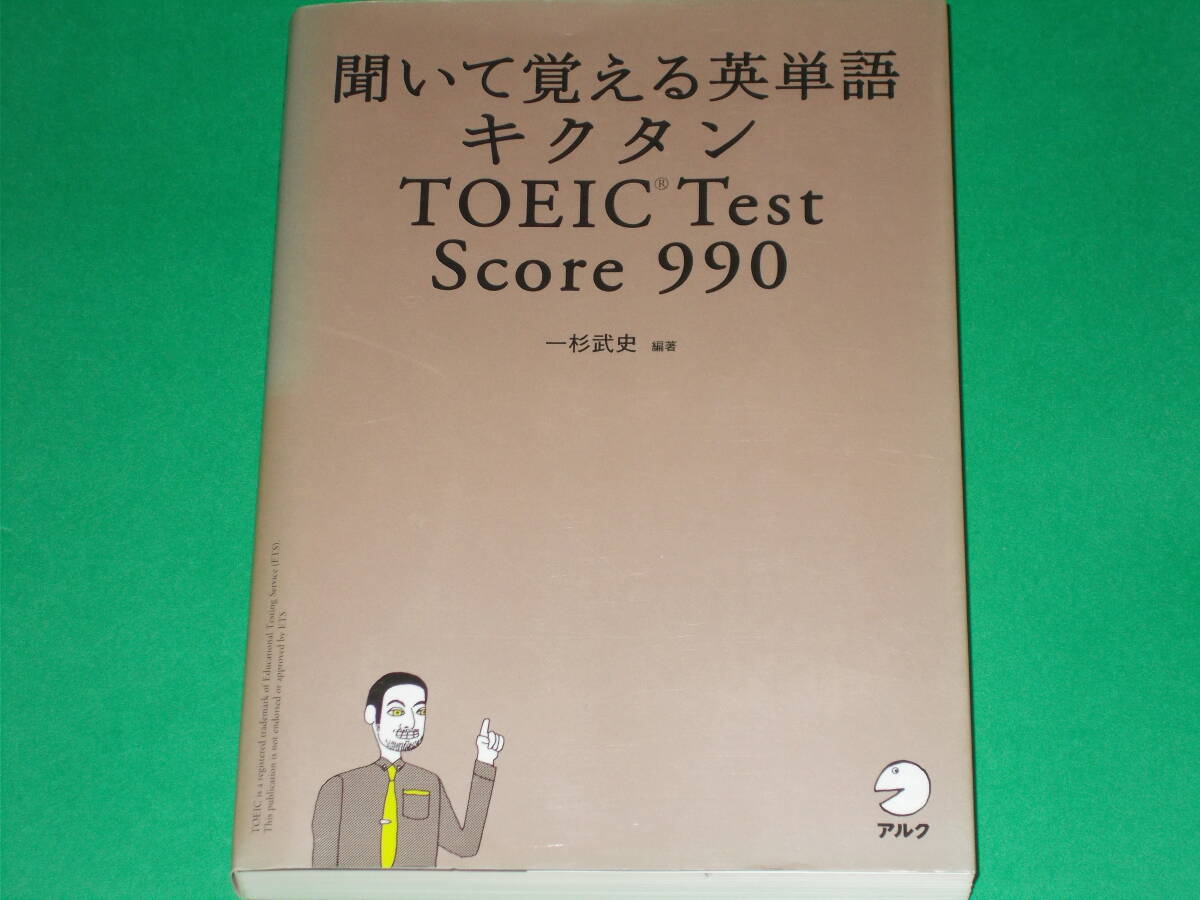 聞いて覚える英単語
キクタン
TOEIC® Test
Score 990
一杉武史 編著
TOEIC is a registered trademark of Educational Testing Service (ETS).
This publication is not endorsed or approved by ETS
アルク